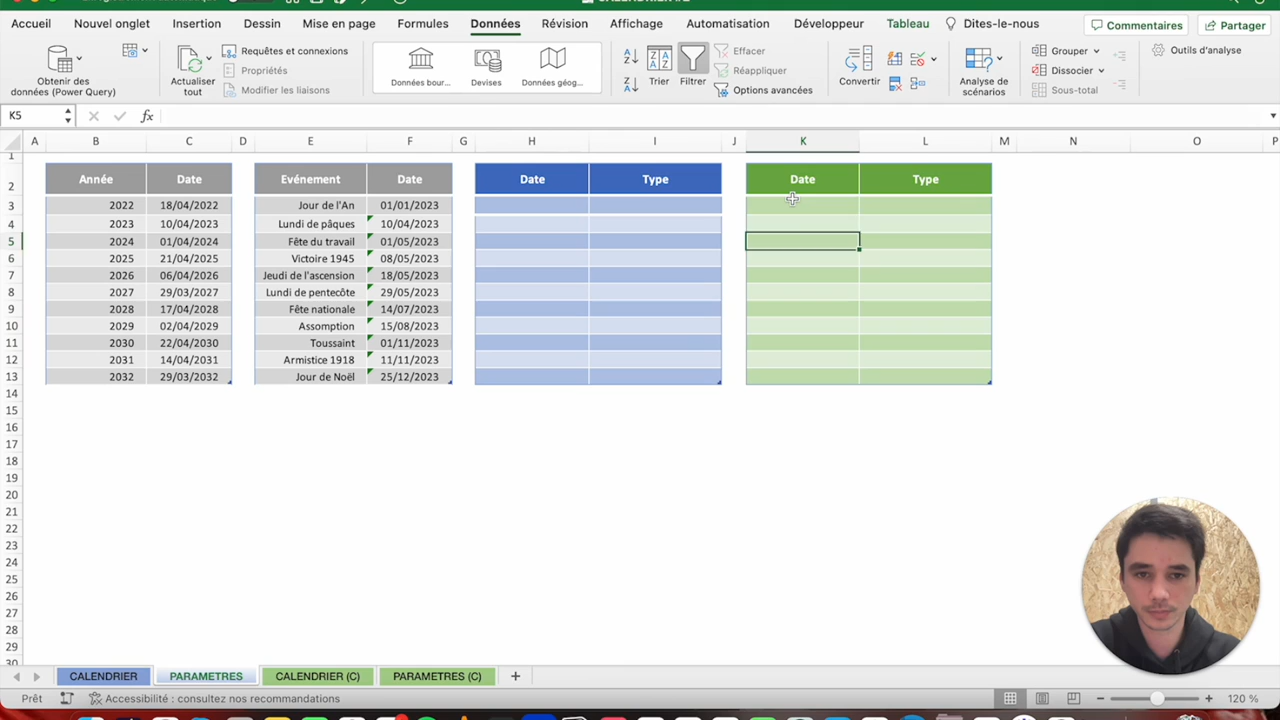 Accueil Nouvel onglet Insertion Dessin Mise en page Formules Données Révision Affichage Automatisation Développeur Tableau Dites-le-nous Commentaires Partager
Obtenir des données (Power Query)
Actualiser tout
Requêtes et connexions
Propriétés
Modifier les liaisons
Données bour...
Devises
Données géog...
Trier
Filtrer
Effacer
Réappliquer
Options avancées
Convertir
Analyse de scénarios
Grouper
Dissocier
Sous-total
Outils d'analyse
K5 fx
A B C D E F G H I J K L M N O P
1
2 Année Date Evénement Date Date Type Date Type
3 2022 18/04/2022 Jour de l'An 01/01/2023
4 2023 10/04/2023 Lundi de pâques 10/04/2023
5 2024 01/04/2024 Fête du travail 01/05/2023
6 2025 21/04/2025 Victoire 1945 08/05/2023
7 2026 06/04/2026 Jeudi de l'ascension 18/05/2023
8 2027 29/03/2027 Lundi de pentecôte 29/05/2023
9 2028 17/04/2028 Fête nationale 14/07/2023
10 2029 02/04/2029 Assomption 15/08/2023
11 2030 22/04/2030 Toussaint 01/11/2023
12 2031 14/04/2031 Armistice 1918 11/11/2023
13 2032 29/03/2032 Jour de Noël 25/12/2023
14
15
16
17
18
19
20
21
22
23
24
25
26
27
28
29
30
CALENDRIER PARAMETRES CALENDRIER (C) PARAMETRES (C)
Prêt Accessibilité : consultez nos recommandations 120 %